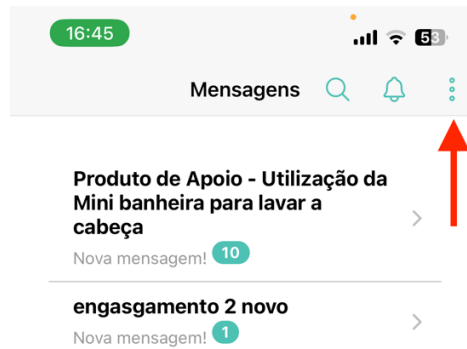 16:45
53
Mensagens
Produto de Apoio - Utilização da
Mini banheira para lavar a
cabeça
Nova mensagem! 10
engasgamento 2 novo
Nova mensagem! 1